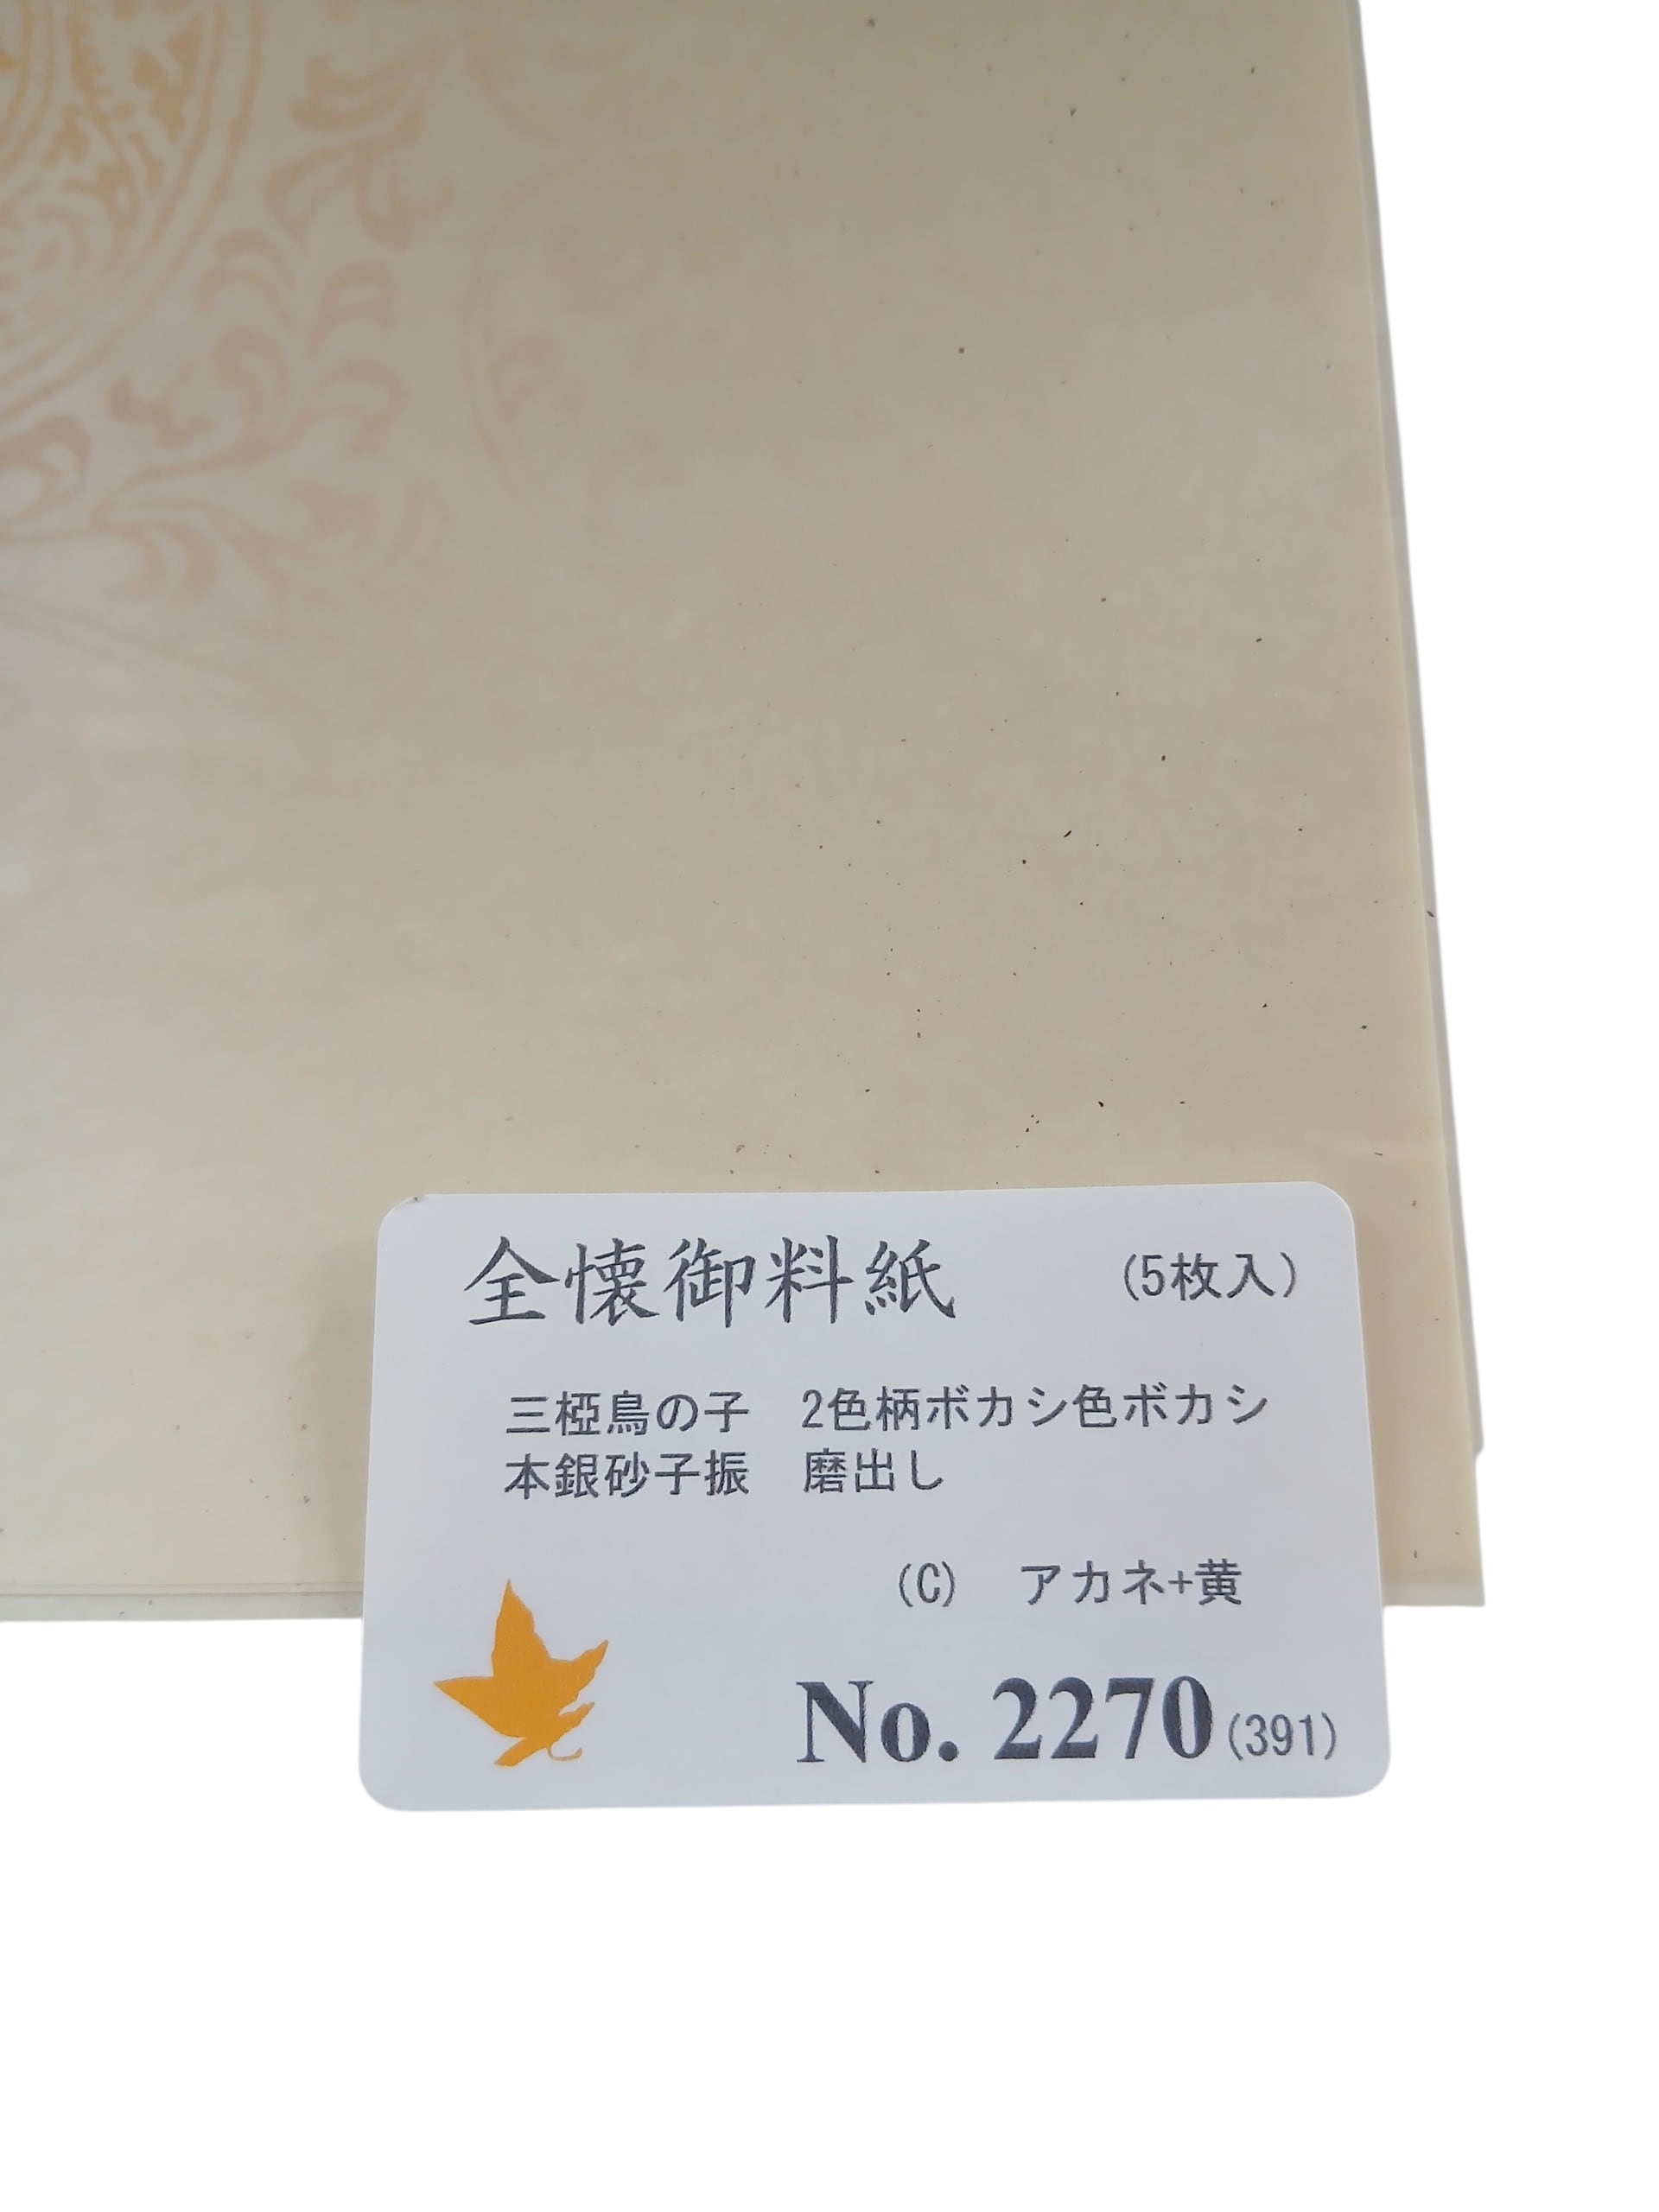 全懐御料紙 (5枚入)
三椏鳥の子 2色柄ボカシ色ボカシ
本銀砂子振 磨出し
(C) アカネ+黄
No. 2270(391)